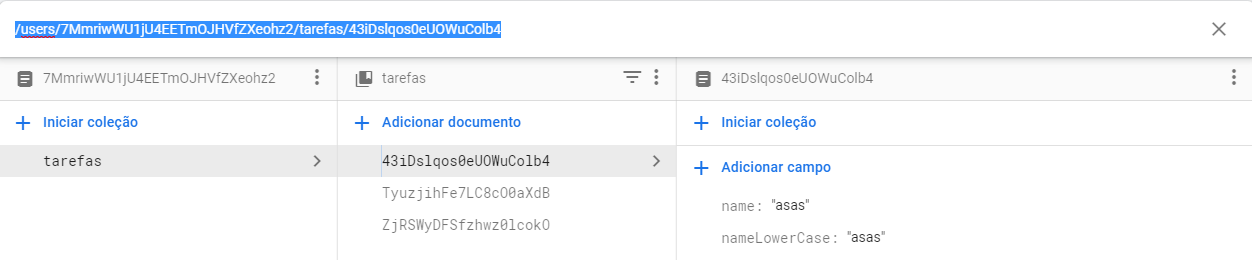 /users/7MmriwWU1jU4EETmOJHVfZXeohz2/tarefas/43iDslqos0eUOWuColb4
7MmriwWU1jU4EETmOJHVfZXeohz2
tarefas
43iDslqos0eUOWuColb4
Iniciar coleção
Adicionar documento
Iniciar coleção
tarefas
43iDslqos0eUOWuColb4
Adicionar campo
TyuzjihFe7LC8cO0aXdB
name: "asas"
ZjRSWyDFSfzhwz0lcokO
nameLowerCase: "asas"